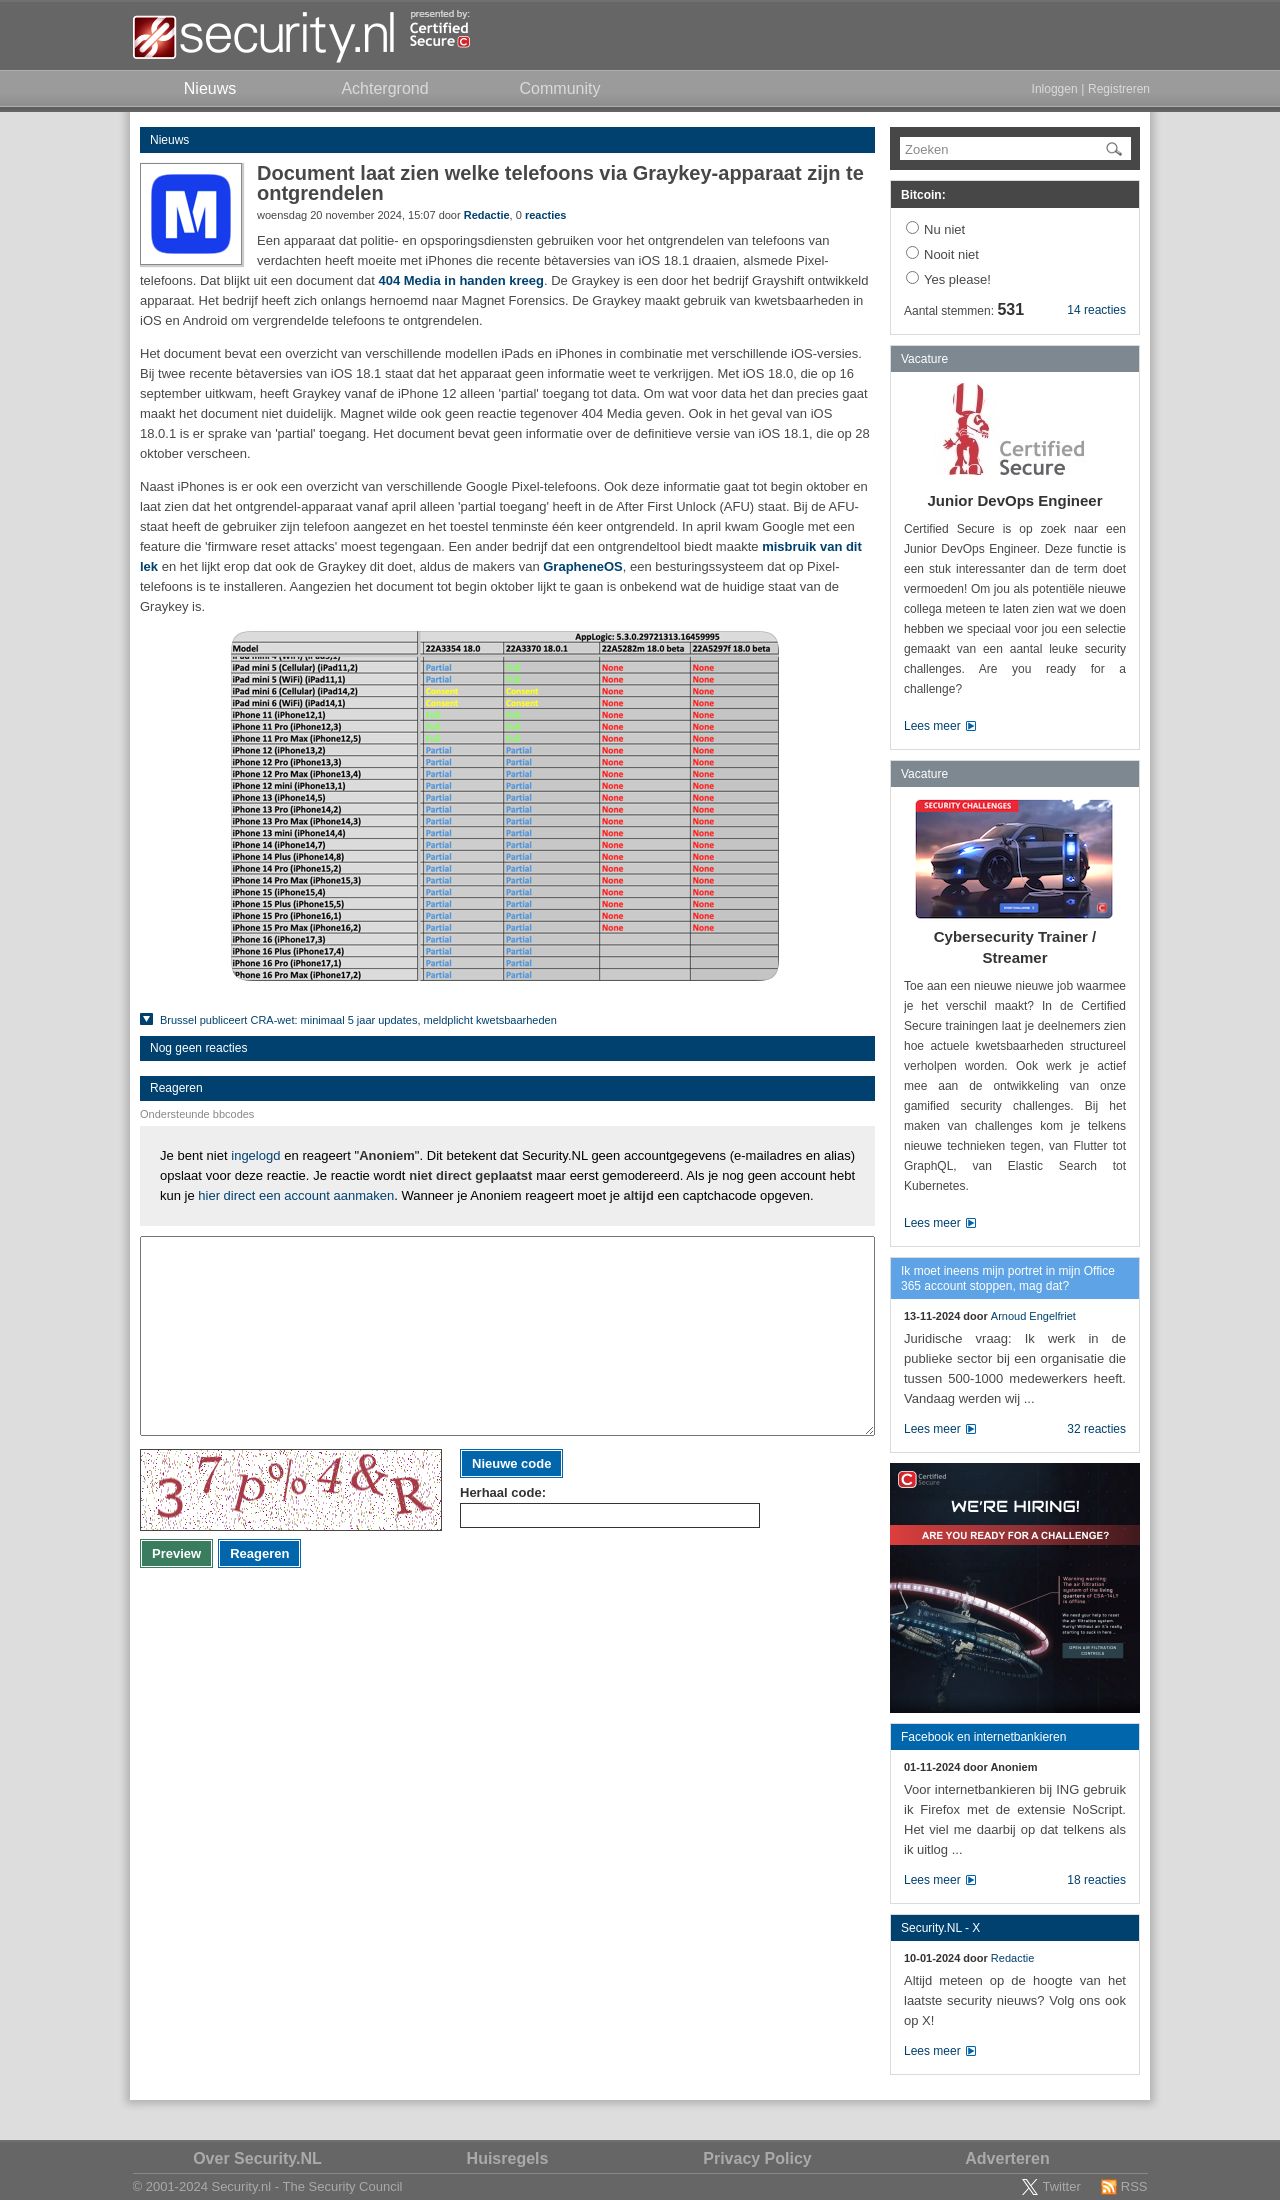 security.nl
presented by:
Certified
Secure
Nieuws
Achtergrond
Community
Inloggen | Registreren
Nieuws
Document laat zien welke telefoons via Graykey-apparaat zijn te
ontgrendelen
woensdag 20 november 2024, 15:07 door Redactie, 0 reacties
Een apparaat dat politie- en opsporingsdiensten gebruiken voor het ontgrendelen van telefoons van
verdachten heeft moeite met iPhones die recente bètaversies van iOS 18.1 draaien, alsmede Pixel-
telefoons. Dat blijkt uit een document dat 404 Media in handen kreeg. De Graykey is een door het bedrijf Grayshift ontwikkeld
apparaat. Het bedrijf heeft zich onlangs hernoemd naar Magnet Forensics. De Graykey maakt gebruik van kwetsbaarheden in
iOS en Android om vergrendelde telefoons te ontgrendelen.
Het document bevat een overzicht van verschillende modellen iPads en iPhones in combinatie met verschillende iOS-versies.
Bij twee recente bètaversies van iOS 18.1 staat dat het apparaat geen informatie weet te verkrijgen. Met iOS 18.0, die op 16
september uitkwam, heeft Graykey vanaf de iPhone 12 alleen 'partial' toegang tot data. Om wat voor data het dan precies gaat
maakt het document niet duidelijk. Magnet wilde ook geen reactie tegenover 404 Media geven. Ook in het geval van iOS
18.0.1 is er sprake van 'partial' toegang. Het document bevat geen informatie over de definitieve versie van iOS 18.1, die op 28
oktober verscheen.
Naast iPhones is er ook een overzicht van verschillende Google Pixel-telefoons. Ook deze informatie gaat tot begin oktober en
laat zien dat het ontgrendel-apparaat vanaf april alleen 'partial toegang' heeft in de After First Unlock (AFU) staat. Bij de AFU-
staat heeft de gebruiker zijn telefoon aangezet en het toestel tenminste één keer ontgrendeld. In april kwam Google met een
feature die 'firmware reset attacks' moest tegengaan. Een ander bedrijf dat een ontgrendeltool biedt maakte misbruik van dit
lek en het lijkt erop dat ook de Graykey dit doet, aldus de makers van GrapheneOS, een besturingssysteem dat op Pixel-
telefoons is te installeren. Aangezien het document tot begin oktober lijkt te gaan is onbekend wat de huidige staat van de
Graykey is.
AppLogic: 5.3.0.29721313.16459995
Model 22A3354 18.0 22A3370 18.0.1 22A5282m 18.0 beta 22A5297f 18.0 beta
iPad mini 5 (Cellular) (iPad11,2) Partial None None
iPad mini 5 (WiFi) (iPad11,1) Partial None None
iPad mini 6 (Cellular) (iPad14,2) Consent Consent None None
iPad mini 6 (WiFi) (iPad14,1) Consent Consent None None
iPhone 11 (iPhone12,1) None None
iPhone 11 Pro (iPhone12,3) None None
iPhone 11 Pro Max (iPhone12,5) None None
iPhone 12 (iPhone13,2) Partial Partial None None
iPhone 12 Pro (iPhone13,3) Partial Partial None None
iPhone 12 Pro Max (iPhone13,4) Partial Partial None None
iPhone 12 mini (iPhone13,1) Partial Partial None None
iPhone 13 (iPhone14,5) Partial Partial None None
iPhone 13 Pro (iPhone14,2) Partial Partial None None
iPhone 13 Pro Max (iPhone14,3) Partial Partial None None
iPhone 13 mini (iPhone14,4) Partial Partial None None
iPhone 14 (iPhone14,7) Partial Partial None None
iPhone 14 Plus (iPhone14,8) Partial Partial None None
iPhone 14 Pro (iPhone15,2) Partial Partial None None
iPhone 14 Pro Max (iPhone15,3) Partial Partial None None
iPhone 15 (iPhone15,4) Partial Partial None None
iPhone 15 Plus (iPhone15,5) Partial Partial None None
iPhone 15 Pro (iPhone16,1) Partial Partial None None
iPhone 15 Pro Max (iPhone16,2) Partial Partial None None
iPhone 16 (iPhone17,3) Partial Partial
iPhone 16 Plus (iPhone17,4) Partial Partial
iPhone 16 Pro (iPhone17,1) Partial Partial
iPhone 16 Pro Max (iPhone17,2) Partial Partial
Brussel publiceert CRA-wet: minimaal 5 jaar updates, meldplicht kwetsbaarheden
Nog geen reacties
Reageren
Ondersteunde bbcodes
Je bent niet ingelogd en reageert "Anoniem". Dit betekent dat Security.NL geen accountgegevens (e-mailadres en alias)
opslaat voor deze reactie. Je reactie wordt niet direct geplaatst maar eerst gemodereerd. Als je nog geen account hebt
kun je hier direct een account aanmaken. Wanneer je Anoniem reageert moet je altijd een captchacode opgeven.
37p%4&R
Nieuwe code
Herhaal code:
Preview
Reageren
Zoeken
Bitcoin:
Nu niet
Nooit niet
Yes please!
Aantal stemmen: 531
14 reacties
Vacature
Certified
Secure
Junior DevOps Engineer
Certified Secure is op zoek naar een
Junior DevOps Engineer. Deze functie is
een stuk interessanter dan de term doet
vermoeden! Om jou als potentiële nieuwe
collega meteen te laten zien wat we doen
hebben we speciaal voor jou een selectie
gemaakt van een aantal leuke security
challenges. Are you ready for a
challenge?
Lees meer
Vacature
SECURITY CHALLENGES
Cybersecurity Trainer /
Streamer
Toe aan een nieuwe nieuwe job waarmee
je het verschil maakt? In de Certified
Secure trainingen laat je deelnemers zien
hoe actuele kwetsbaarheden structureel
verholpen worden. Ook werk je actief
mee aan de ontwikkeling van onze
gamified security challenges. Bij het
maken van challenges kom je telkens
nieuwe technieken tegen, van Flutter tot
GraphQL, van Elastic Search tot
Kubernetes.
Lees meer
Ik moet ineens mijn portret in mijn Office
365 account stoppen, mag dat?
13-11-2024 door Arnoud Engelfriet
Juridische vraag: Ik werk in de
publieke sector bij een organisatie die
tussen 500-1000 medewerkers heeft.
Vandaag werden wij ...
Lees meer
32 reacties
Certified
Secure
WE'RE HIRING!
ARE YOU READY FOR A CHALLENGE?
Warning warning:
The air filtration
system of the living
quarters of CSA-14LY
is offline.
We need your help to reset
the air filtration system.
Hurry! Without air it's really
starting to suck in here ...
OPEN AIR FILTRATION
CONTROLS
Facebook en internetbankieren
01-11-2024 door Anoniem
Voor internetbankieren bij ING gebruik
ik Firefox met de extensie NoScript.
Het viel me daarbij op dat telkens als
ik uitlog ...
Lees meer
18 reacties
Security.NL - X
10-01-2024 door Redactie
Altijd meteen op de hoogte van het
laatste security nieuws? Volg ons ook
op X!
Lees meer
Over Security.NL
Huisregels
Privacy Policy
Adverteren
© 2001-2024 Security.nl - The Security Council
Twitter
RSS